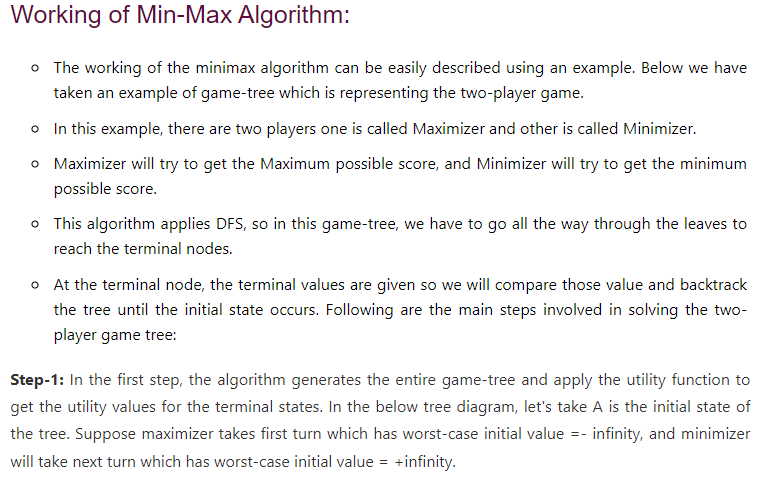 Working of Min-Max Algorithm:
The working of the minimax algorithm can be easily described using an example. Below we have
taken an example of game-tree which is representing the two-player game.
In this example, there are two players one is called Maximizer and other is called Minimizer.
Maximizer will try to get the Maximum possible score, and Minimizer will try to get the minimum
possible score.
This algorithm applies DFS, so in this game-tree, we have to go all the way through the leaves to
reach the terminal nodes.
At the terminal node, the terminal values are given so we will compare those value and backtrack
the tree until the initial state occurs. Following are the main steps involved in solving the two-
player game tree:
Step-1: In the first step, the algorithm generates the entire game-tree and apply the utility function to
get the utility values for the terminal states. In the below tree diagram, let's take A is the initial state of
the tree. Suppose maximizer takes first turn which has worst-case initial value =- infinity, and minimizer
will take next turn which has worst-case initial value = +infinity.